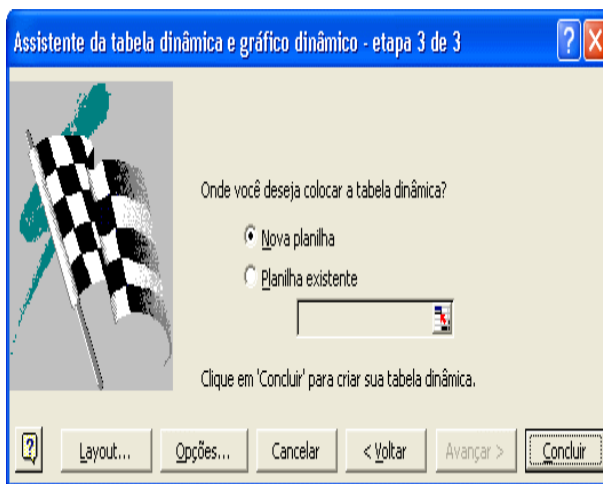 Assistente da tabela dinâmica e gráfico dinâmico - etapa 3 de 3
Onde você deseja colocar a tabela dinâmica?
Nova planilha
Planilha existente
Clique em 'Concluir' para criar sua tabela dinâmica.
Layout... Opções... Cancelar < Voltar Avançar > Concluir